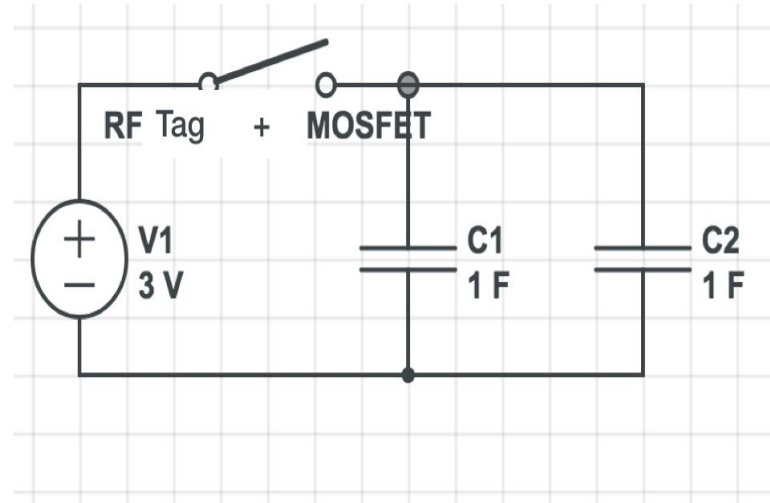 RF Tag + MOSFET
+
V1
−
3 V
C1
1 F
C2
1 F